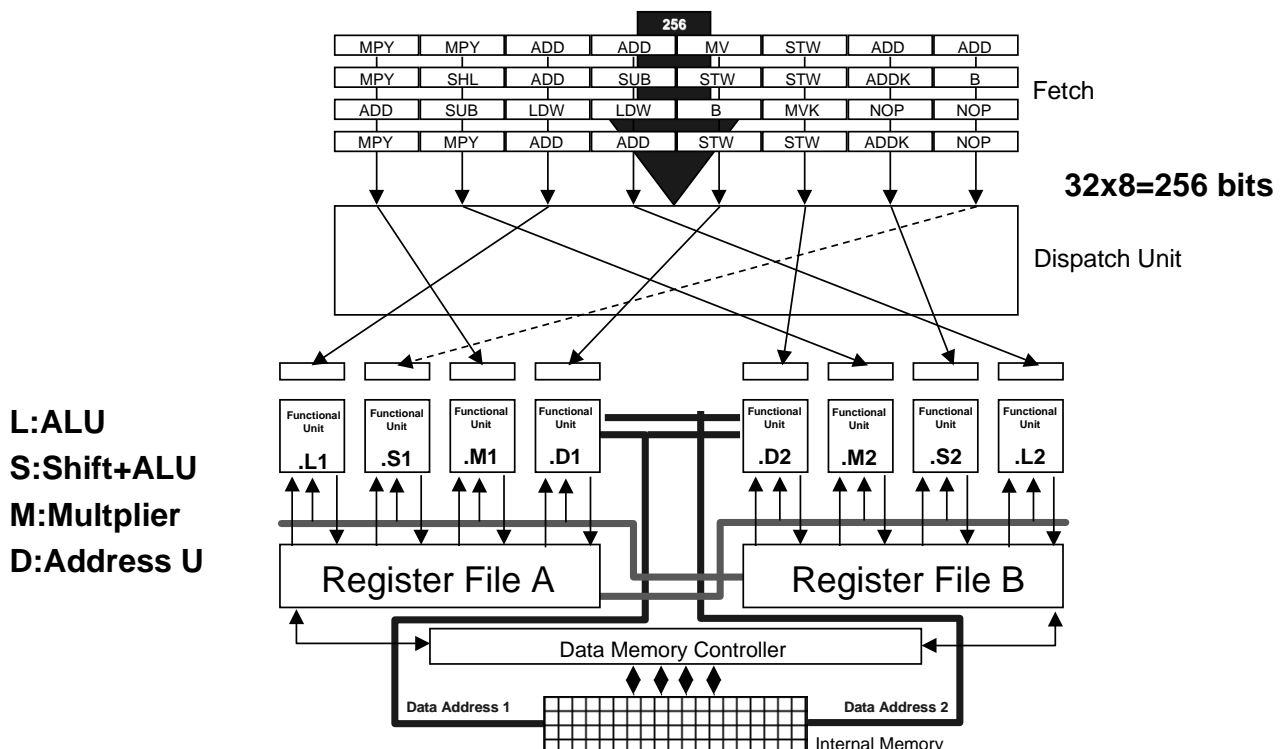 256
MPY MPY ADD ADD MV STW ADD ADD
MPY SHL ADD SUB STW STW ADDK B
Fetch
ADD SUB LDW LDW B MVK NOP NOP
MPY MPY ADD ADD STW STW ADDK NOP
32x8=256 bits
Dispatch Unit
L:ALU
S:Shift+ALU
M:Multplier
D:Address U
Functional Unit .L1
Functional Unit .S1
Functional Unit .M1
Functional Unit .D1
Functional Unit .D2
Functional Unit .M2
Functional Unit .S2
Functional Unit .L2
Register File A
Register File B
Data Memory Controller
Data Address 1
Data Address 2
Internal Memory